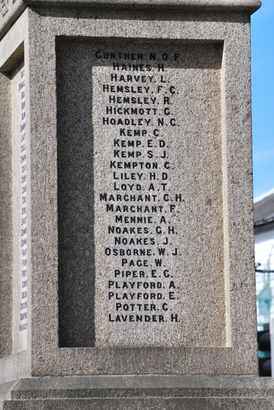 GUNTHER. N.O.F.
HAINES. H.
HARVEY. L.
HEMSLEY. F.C.
HEMSLEY. R.
HICKMOTT. G.
HOADLEY. N.C.
KEMP. C.
KEMP. E.D.
KEMP. S.J.
KEMPTON. C.
LILEY. H.D.
LOYD. A.T.
MARCHANT. G.H.
MARCHANT. F.
MENNIE. A.
NOAKES. G.H.
NOAKES. J.
OSBORNE. W.J.
PAGE. W.
PIPER. E.G.
PLAYFORD. A.
PLAYFORD. E.
POTTER. C.
LAVENDER. H.